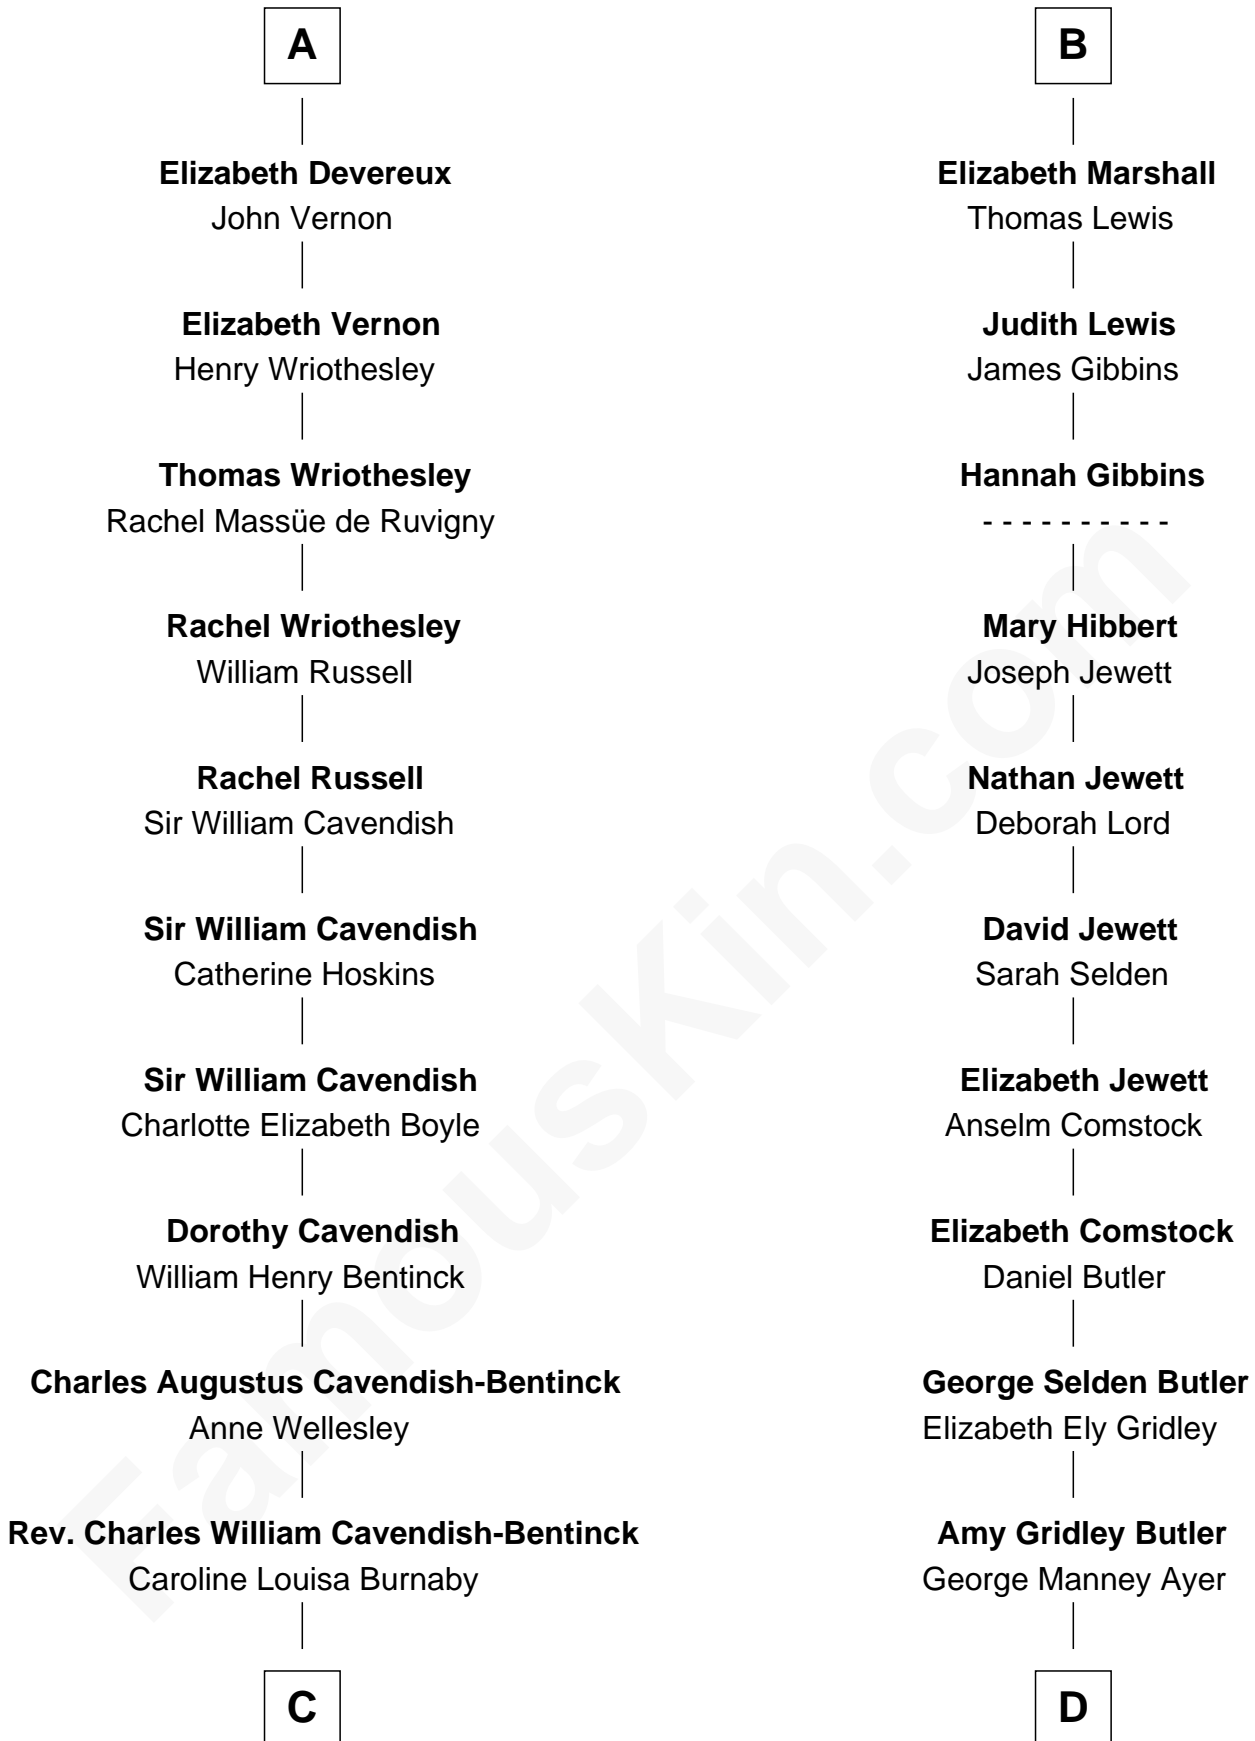 A
Elizabeth Devereux
John Vernon
Elizabeth Vernon
Henry Wriothesley
Thomas Wriothesley
Rachel Massüe de Ruvigny
Rachel Wriothesley
William Russell
Rachel Russell
Sir William Cavendish
Sir William Cavendish
Catherine Hoskins
Sir William Cavendish
Charlotte Elizabeth Boyle
Dorothy Cavendish
William Henry Bentinck
Charles Augustus Cavendish-Bentinck
Anne Wellesley
Rev. Charles William Cavendish-Bentinck
Caroline Louisa Burnaby
C
B
Elizabeth Marshall
Thomas Lewis
Judith Lewis
James Gibbins
Hannah Gibbins
- - - - - - - - - -
Mary Hibbert
Joseph Jewett
Nathan Jewett
Deborah Lord
David Jewett
Sarah Selden
Elizabeth Jewett
Anselm Comstock
Elizabeth Comstock
Daniel Butler
George Selden Butler
Elizabeth Ely Gridley
Amy Gridley Butler
George Manney Ayer
D
FamousKin.com